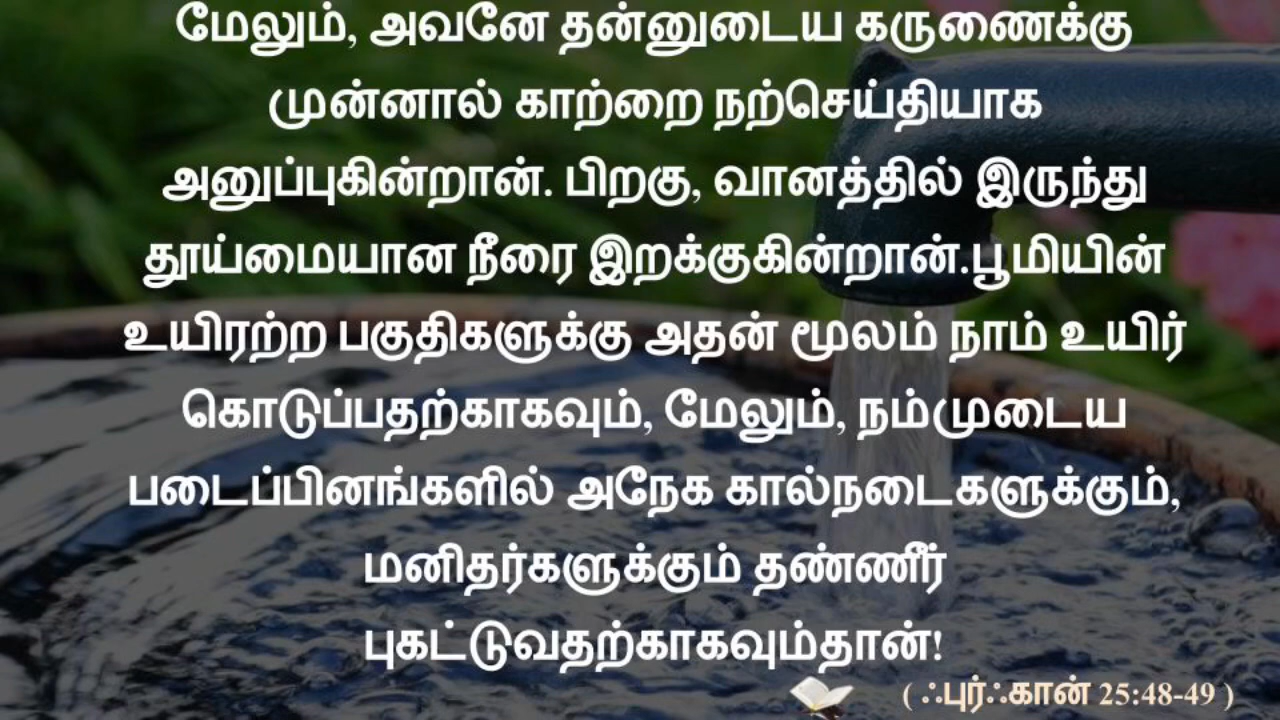 மேலும், அவனே தன்னுடைய கருணைக்கு
முன்னால் காற்றை நற்செய்தியாக
அனுப்புகின்றான். பிறகு, வானத்தில் இருந்து
தூய்மையான நீரை இறக்குகின்றான்.பூமியின்
உயிரற்ற பகுதிகளுக்கு அதன் மூலம் நாம் உயிர்
கொடுப்பதற்காகவும், மேலும், நம்முடைய
படைப்பினங்களில் அநேக கால்நடைகளுக்கும்,
மனிதர்களுக்கும் தண்ணீர்
புகட்டுவதற்காகவும்தான்!
( ஃபுர்ஃகான் 25:48-49 )